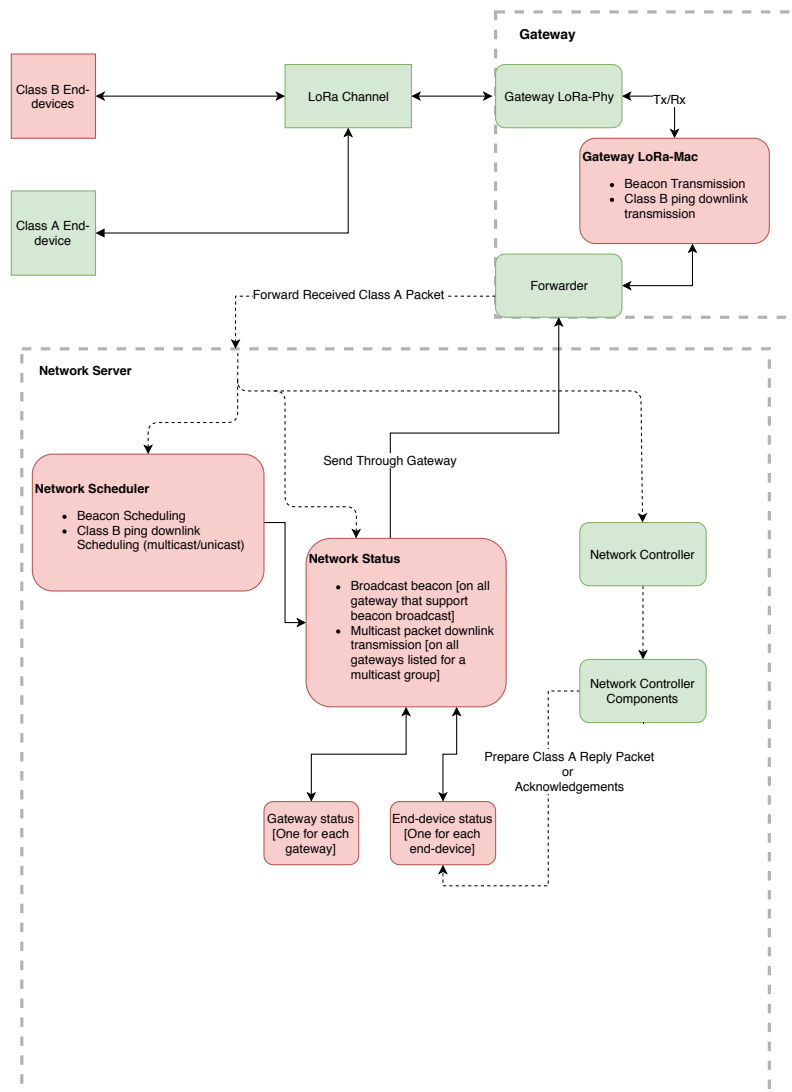 Gateway
Class B End-
devices
LoRa Channel
Gateway LoRa-Phy
Tx/Rx
Gateway LoRa-Mac
Beacon Transmission
Class B ping downlink
transmission
Class A End-
device
Forwarder
Forward Received Class A Packet
Network Server
Send Through Gateway
Network Scheduler
Beacon Scheduling
Class B ping downlink
Scheduling (multicast/unicast)
Network Status
Broadcast beacon [on all
gateway that support
beacon broadcast]
Multicast packet downlink
transmission [on all
gateways listed for a
multicast group]
Network Controller
Network Controller
Components
Prepare Class A Reply Packet
or
Acknowledgements
Gateway status
[One for each
gateway]
End-device status
[One for each
end-device]